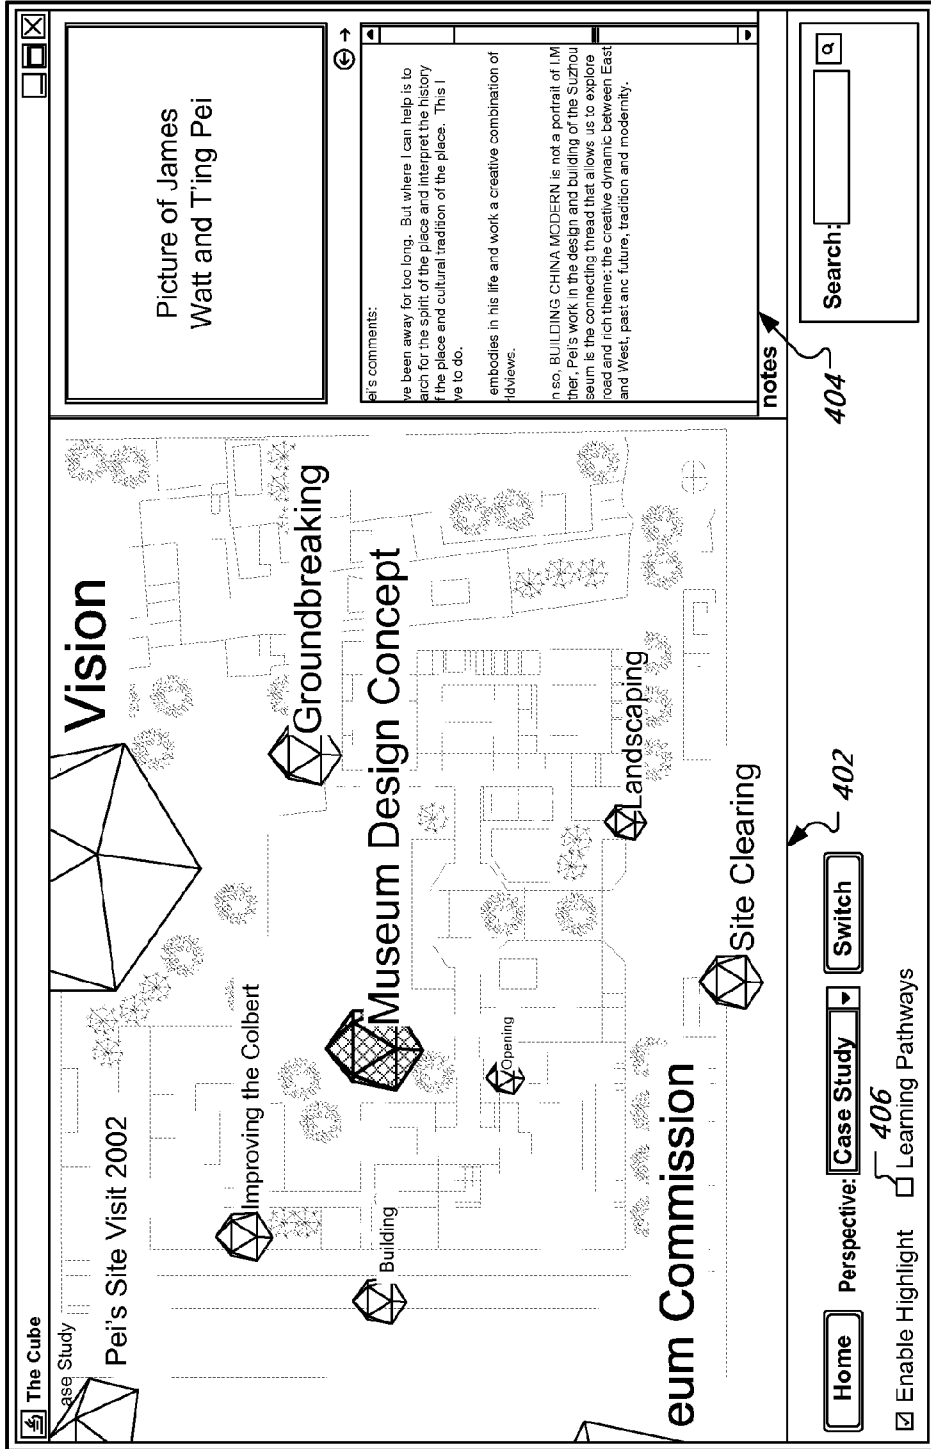 The Cube
ase Study
Pei's Site Visit 2002
Vision
Improving the Colbert
Groundbreaking
Building
Museum Design Concept
Opening
Landscaping
eum Commission
Site Clearing
Picture of James
Watt and T'ing Pei
ei's comments:
ve been away for too long. But where I can help is to
arch for the spirit of the place and interpret the history
f the place and cultural tradition of the place. This I
ve to do.
embodies in his life and work a creative combination of
rldviews.
n so, BUILDING CHINA MODERN is not a portrait of I.M
ther, Pei's work in the design and building of the Suzhou
seum is the connecting thread that allows us to explore
road and rich theme: the creative dynamic between East
and West, past anc future, tradition and modernity.
notes
404
402
Home
Perspective:
Case Study
Switch
Search:
406
Enable Highlight
Learning Pathways